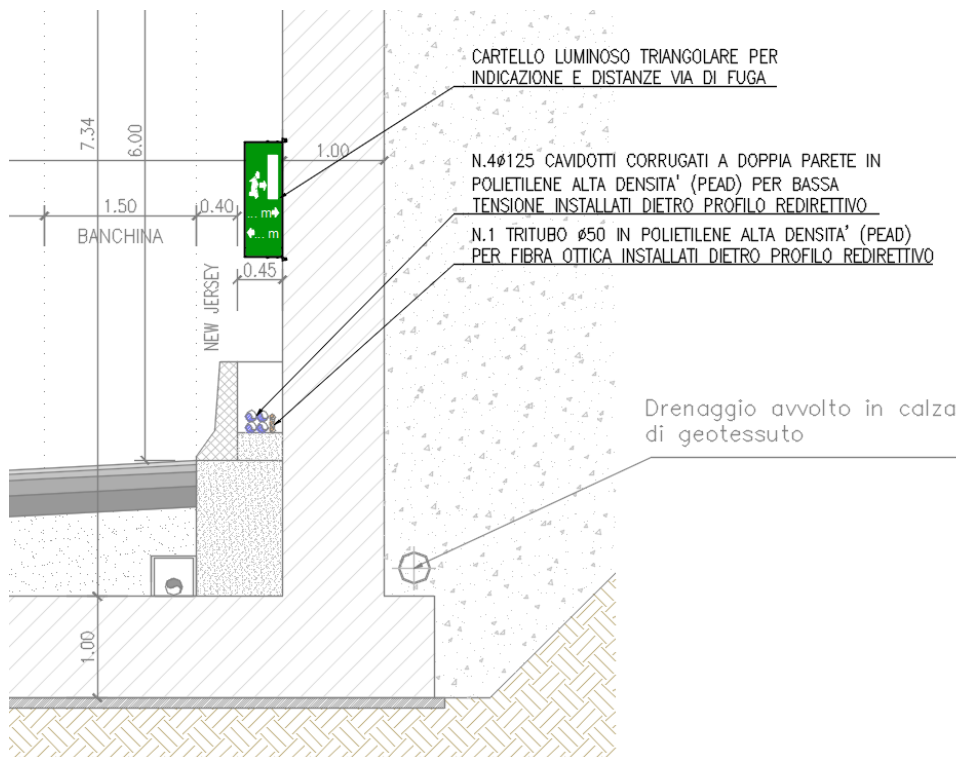 CARTELLO LUMINOSO TRIANGOLARE PER
INDICAZIONE E DISTANZE VIA DI FUGA
7.34
6.00
1.00
N.4ø125 CAVIDOTTI CORRUGATI A DOPPIA PARETE IN
POLIETILENE ALTA DENSITA' (PEAD) PER BASSA
TENSIONE INSTALLATI DIETRO PROFILO REDIRETTIVO
1.50
0.40
... m
... m
BANCHINA
N.1 TRITUBO ø50 IN POLIETILENE ALTA DENSITA' (PEAD)
PER FIBRA OTTICA INSTALLATI DIETRO PROFILO REDIRETTIVO
0.45
NEW JERSEY
Drenaggio avvolto in calza
di geotessuto
1.00